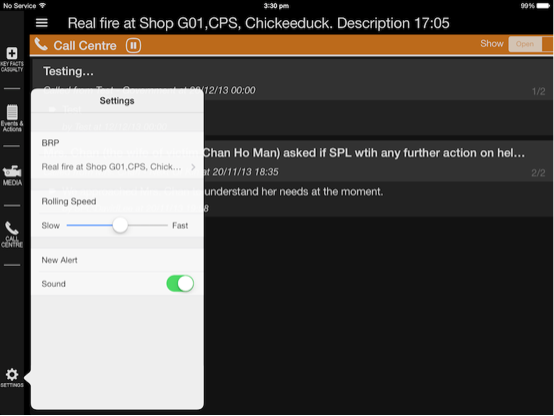 No Service 3:30 pm 99%
Real fire at Shop G01,CPS, Chickeeduck. Description 17:05
Call Centre Show Open
KEY FACTS
CASUALTY
Events &
Actions
MEDIA
CALL
CENTRE
SETTINGS
Testing...
/12/13 00:00 1/2
Settings
BRP
Real fire at Shop G01,CPS, Chick...
Rolling Speed
Slow Fast
New Alert
Sound
Chan Ho Man) asked if SPL wtih any further action on hel...
at 20/11/13 18:35 2/2
understand her needs at the moment.
8